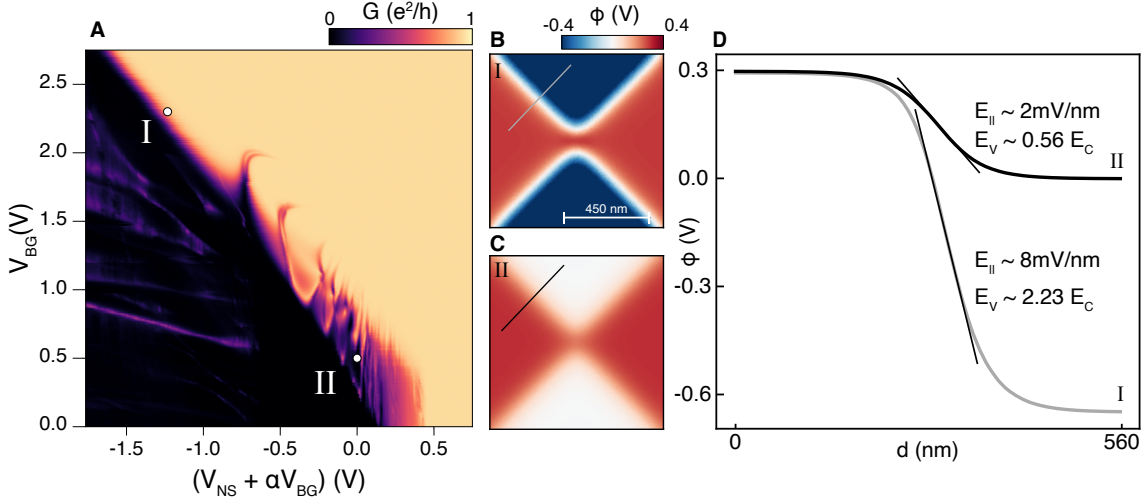 A
G (e²/h)
0
1
2.5
2.0
1.5
1.0
0.5
0.0
V_BG(V)
I
II
-1.5
-1.0
-0.5
0.0
0.5
(V_NS + αV_BG) (V)
B
ϕ (V)
-0.4
0.4
I
450 nm
C
II
D
0.3
0.0
-0.3
-0.6
ϕ (V)
E_|| ~ 2mV/nm
E_V ~ 0.56 E_C
II
E_|| ~ 8mV/nm
E_V ~ 2.23 E_C
I
0
d (nm)
560